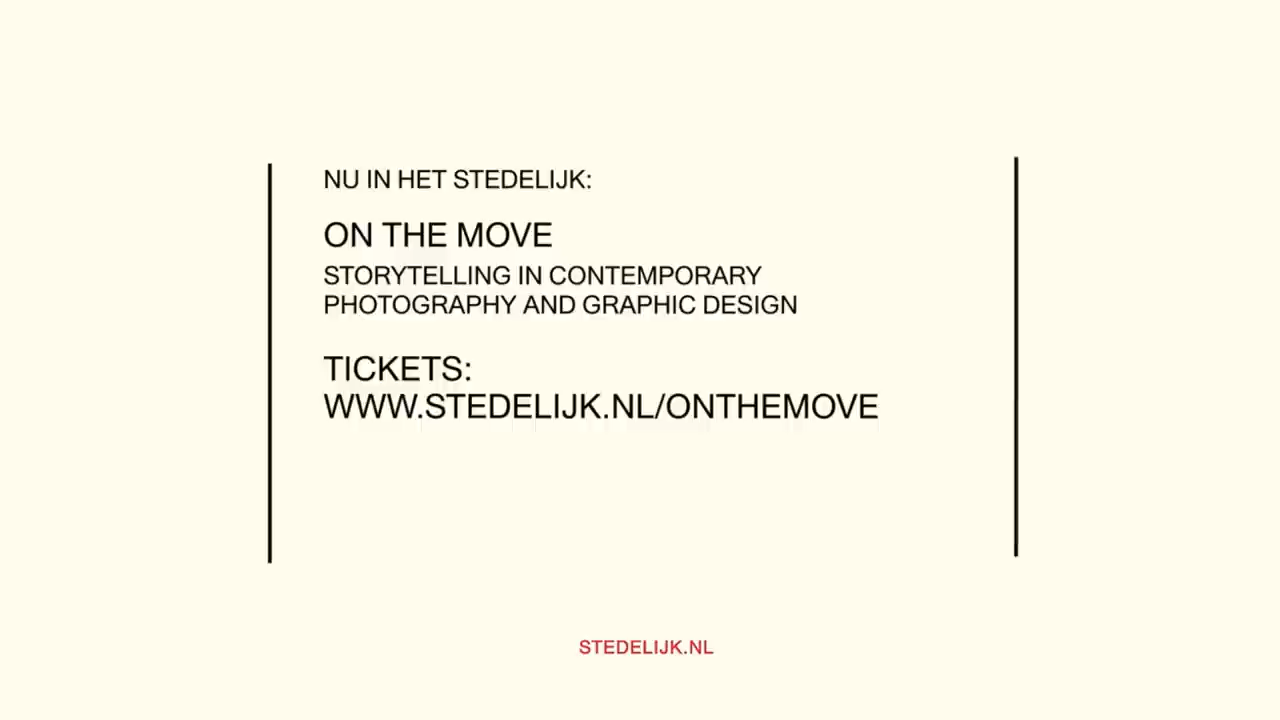 NU IN HET STEDELIJK:
ON THE MOVE
STORYTELLING IN CONTEMPORARY
PHOTOGRAPHY AND GRAPHIC DESIGN
TICKETS:
WWW.STEDELIJK.NL/ONTHEMOVE
STEDELIJK.NL